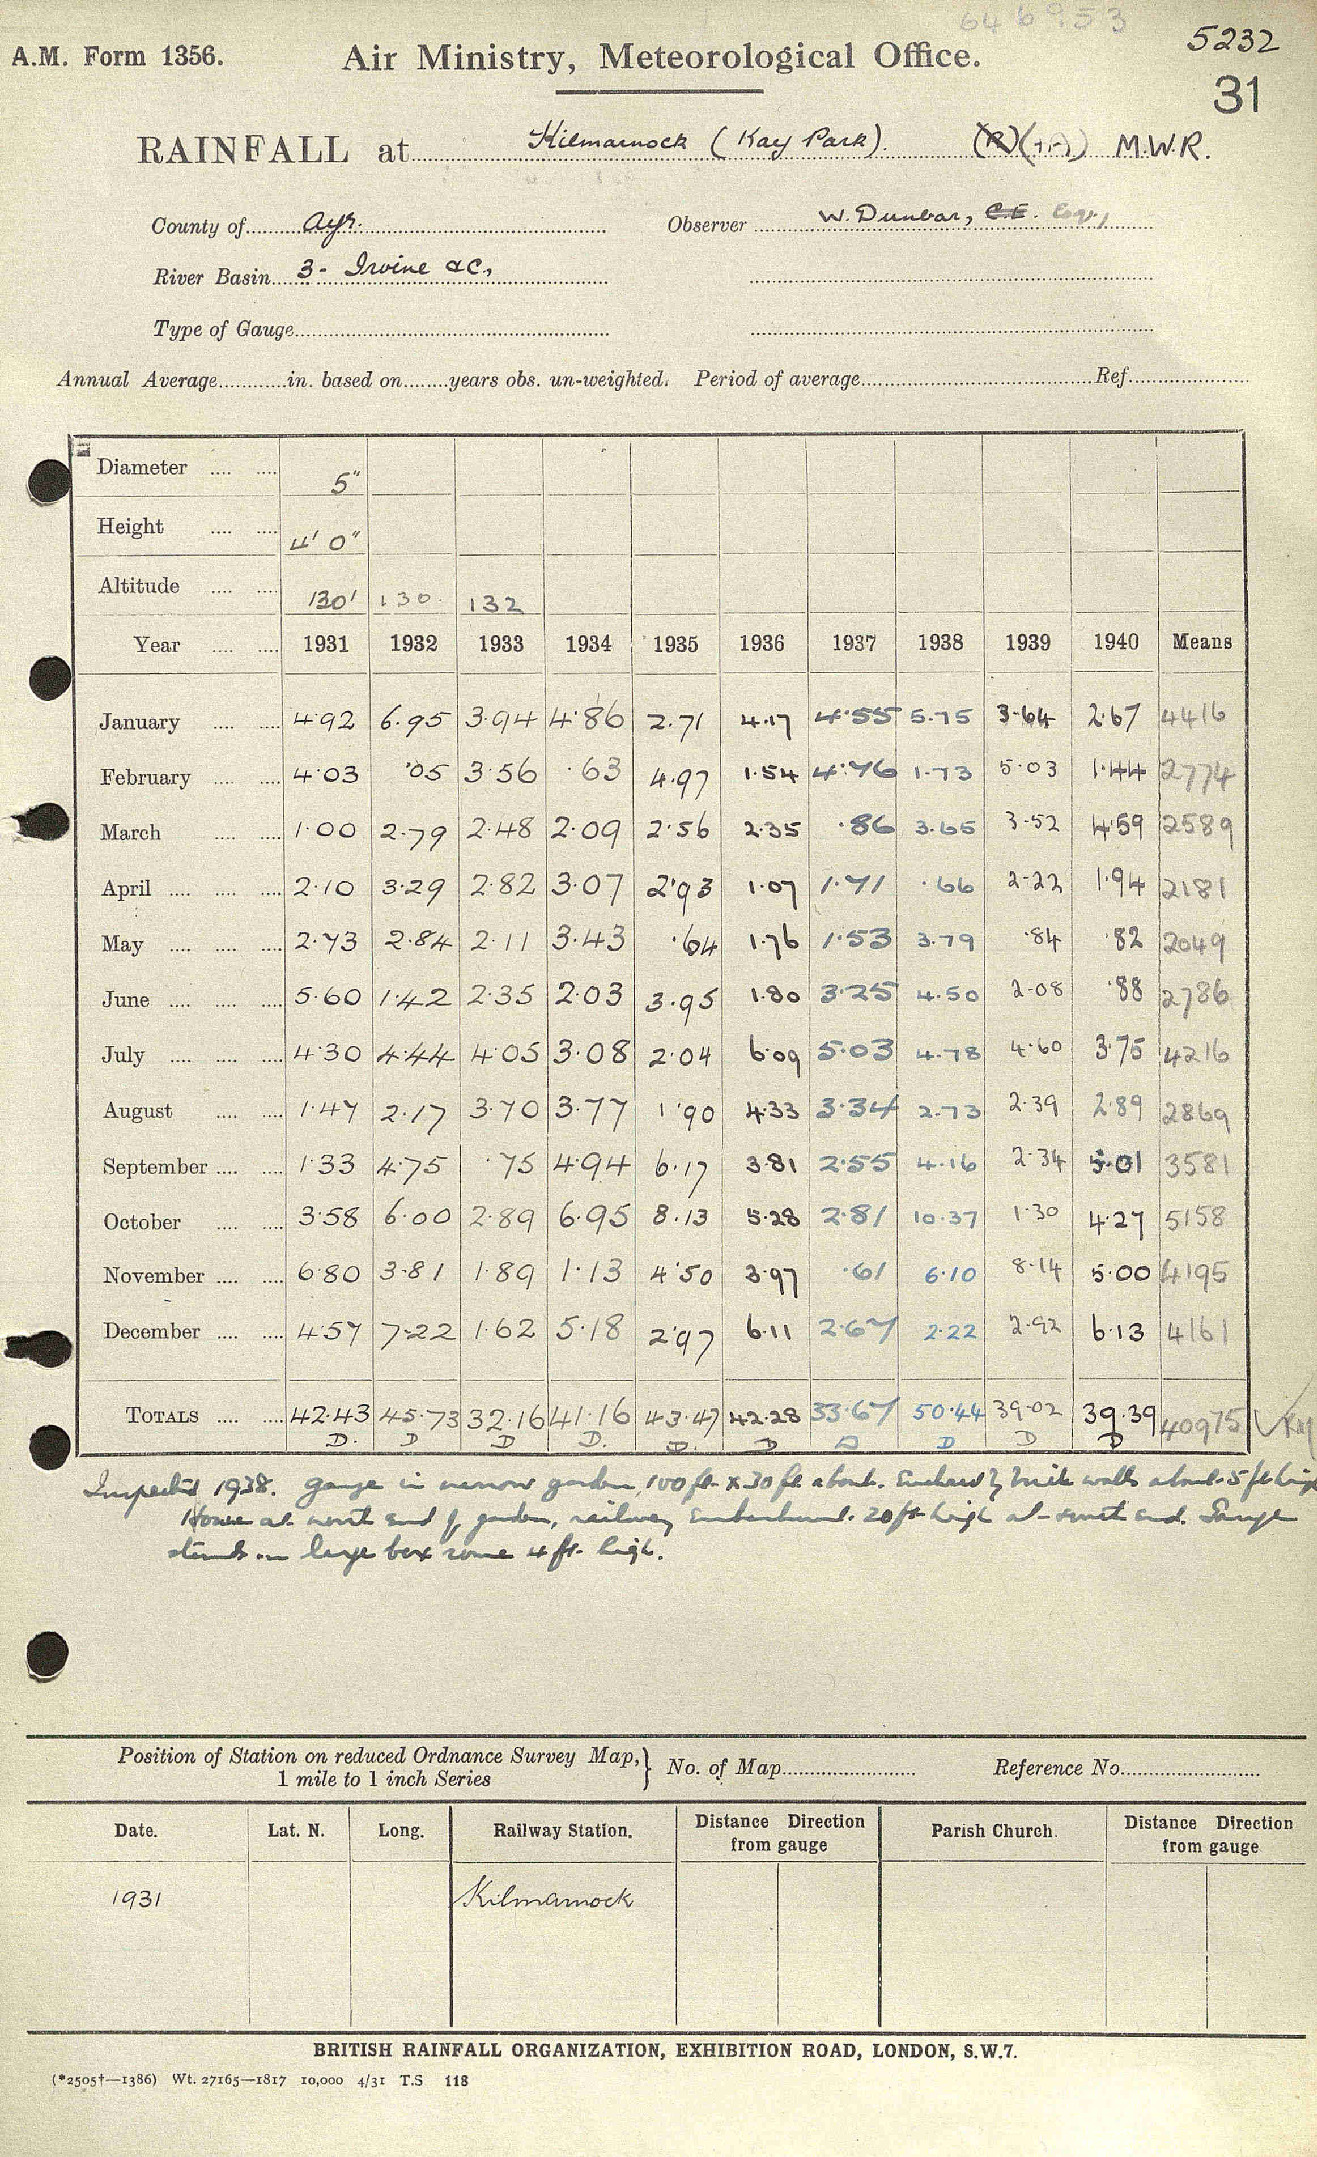 646953
5232
A.M. Form 1356. Air Ministry, Meteorological Office.
31
RAINFALL at Kilmarnock (Kay Park). (R) (+A) M.W.R.
County of Ayr. Observer W. Dunbar, C.E. Esq.,
River Basin 3 - Irvine &c.,
Type of Gauge
Annual Average in. based on years obs. un-weighted. Period of average Ref.
Diameter 5"
Height 4' 0"
Altitude 130' 130 132
Year 1931 1932 1933 1934 1935 1936 1937 1938 1939 1940 Means
January 4.92 6.95 3.94 4.86 2.71 4.17 4.55 5.75 3.64 2.67 4416
February 4.03 .05 3.56 .63 4.97 1.54 4.76 1.73 5.03 1.44 2774
March 1.00 2.79 2.48 2.09 2.56 2.35 .86 3.65 3.52 4.59 2589
April 2.10 3.29 2.82 3.07 2.93 1.07 1.71 .66 2.22 1.94 2181
May 2.73 2.84 2.11 3.43 .64 1.76 1.53 3.79 .84 .82 2049
June 5.60 1.42 2.35 2.03 3.95 1.80 3.25 4.50 2.08 .88 2786
July 4.30 4.44 4.05 3.08 2.04 6.09 5.03 4.78 4.60 3.75 4216
August 1.47 2.17 3.70 3.77 1.90 4.33 3.34 2.73 2.39 2.89 2869
September 1.33 4.75 .75 4.94 6.17 3.81 2.55 4.16 2.34 5.01 3581
October 3.58 6.00 2.89 6.95 8.13 5.28 2.81 10.37 1.30 4.27 5158
November 6.80 3.81 1.89 1.13 4.50 3.97 .61 6.10 8.14 5.00 4195
December 4.57 7.22 1.62 5.18 2.97 6.11 2.67 2.22 2.92 6.13 4161
TOTALS 42.43 45.73 32.16 41.16 43.47 42.28 33.67 50.44 39.02 39.39 40975
D. D D D. D. D D D D D
Inspected 1938. Gauge in narrow garden, 100 ft x 30 ft about. Enclosed by brick walls about 5 ft high
House at north end of garden, railway embankment 20 ft high at south end. Gauge
stands on large box some 4 ft. high.
Position of Station on reduced Ordnance Survey Map, 1 mile to 1 inch Series } No. of Map Reference No.
Date. Lat. N. Long. Railway Station. Distance Direction from gauge Parish Church. Distance Direction from gauge
1931 Kilmarnock
BRITISH RAINFALL ORGANIZATION, EXHIBITION ROAD, LONDON, S.W.7.
(*2505†—1386) Wt. 27165—1817 10,000 4/31 T.S 118